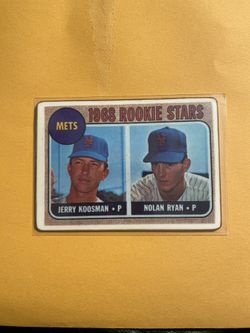 1968 ROOKIE STARS
METS
JERRY KOOSMAN • P
NOLAN RYAN • P